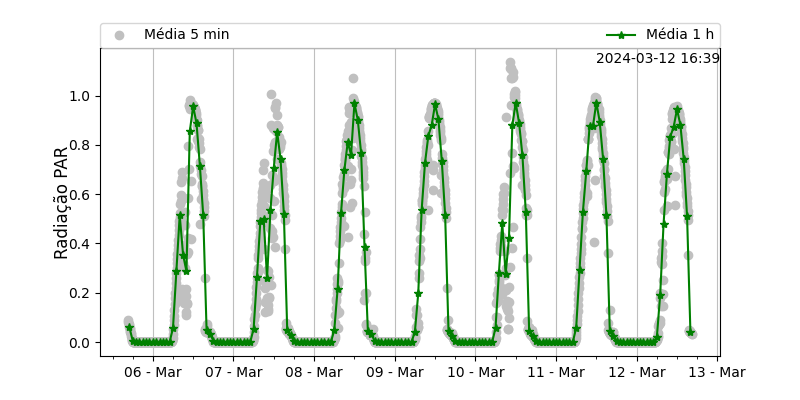 Média 5 min
Média 1 h
2024-03-12 16:39
Radiação PAR
1.0
0.8
0.6
0.4
0.2
0.0
06 - Mar
07 - Mar
08 - Mar
09 - Mar
10 - Mar
11 - Mar
12 - Mar
13 - Mar